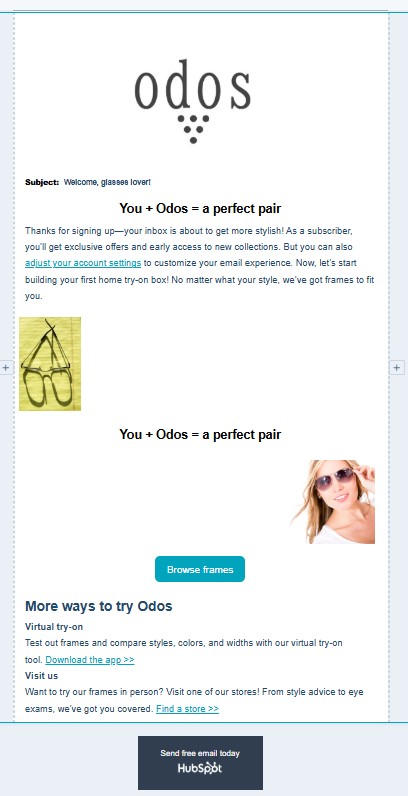 odos
Subject: Welcome, glasses lover!
You + Odos = a perfect pair
Thanks for signing up—your inbox is about to get more stylish! As a subscriber,
you'll get exclusive offers and early access to new collections. But you can also
adjust your account settings to customize your email experience. Now, let's start
building your first home try-on box! No matter what your style, we've got frames to fit
you.
You + Odos = a perfect pair
Browse frames
More ways to try Odos
Virtual try-on
Test out frames and compare styles, colors, and widths with our virtual try-on
tool. Download the app >>
Visit us
Want to try our frames in person? Visit one of our stores! From style advice to eye
exams, we've got you covered. Find a store >>
Send free email today
HubSpot